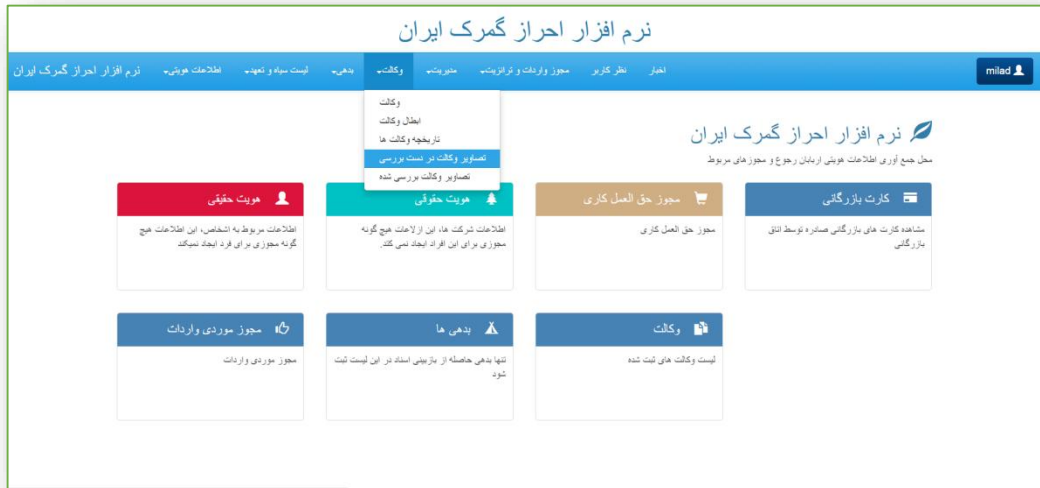 نرم افزار احراز گمرک ایران
نرم افزار احراز گمرک ایران
اطلاعات هویتی
لیست سیاه و تعهد
بدهی
وکالت
مدیریت
مجوز واردات و ترانزیت
نظر کاربر
اخبار
milad
وکالت
ابطال وکالت
تاریخچه وکالت ها
تصاویر وکالت در دست بررسی
تصاویر وکالت بررسی شده
نرم افزار احراز گمرک ایران
محل جمع آوری اطلاعات هویتی اربابان رجوع و مجوز های مربوط
کارت بازرگانی
مشاهده کارت های بازرگانی صادره توسط اتاق
بازرگانی
مجوز حق العمل کاری
مجوز حق العمل کاری
هویت حقوقی
اطلاعات شرکت ها، این ازلاعات هیچ گونه
مجوزی برای این افراد ایجاد نمی کند.
هویت حقیقی
اطلاعات مربوط به اشخاص، این اطلاعات هیچ
گونه مجوزی برای فرد ایجاد نمیکند
وکالت
لیست وکالت های ثبت شده
بدهی ها
تنها بدهی حاصله از بازبینی اسناد در این لیست ثبت
شود
مجوز موردی واردات
مجوز موردی واردات